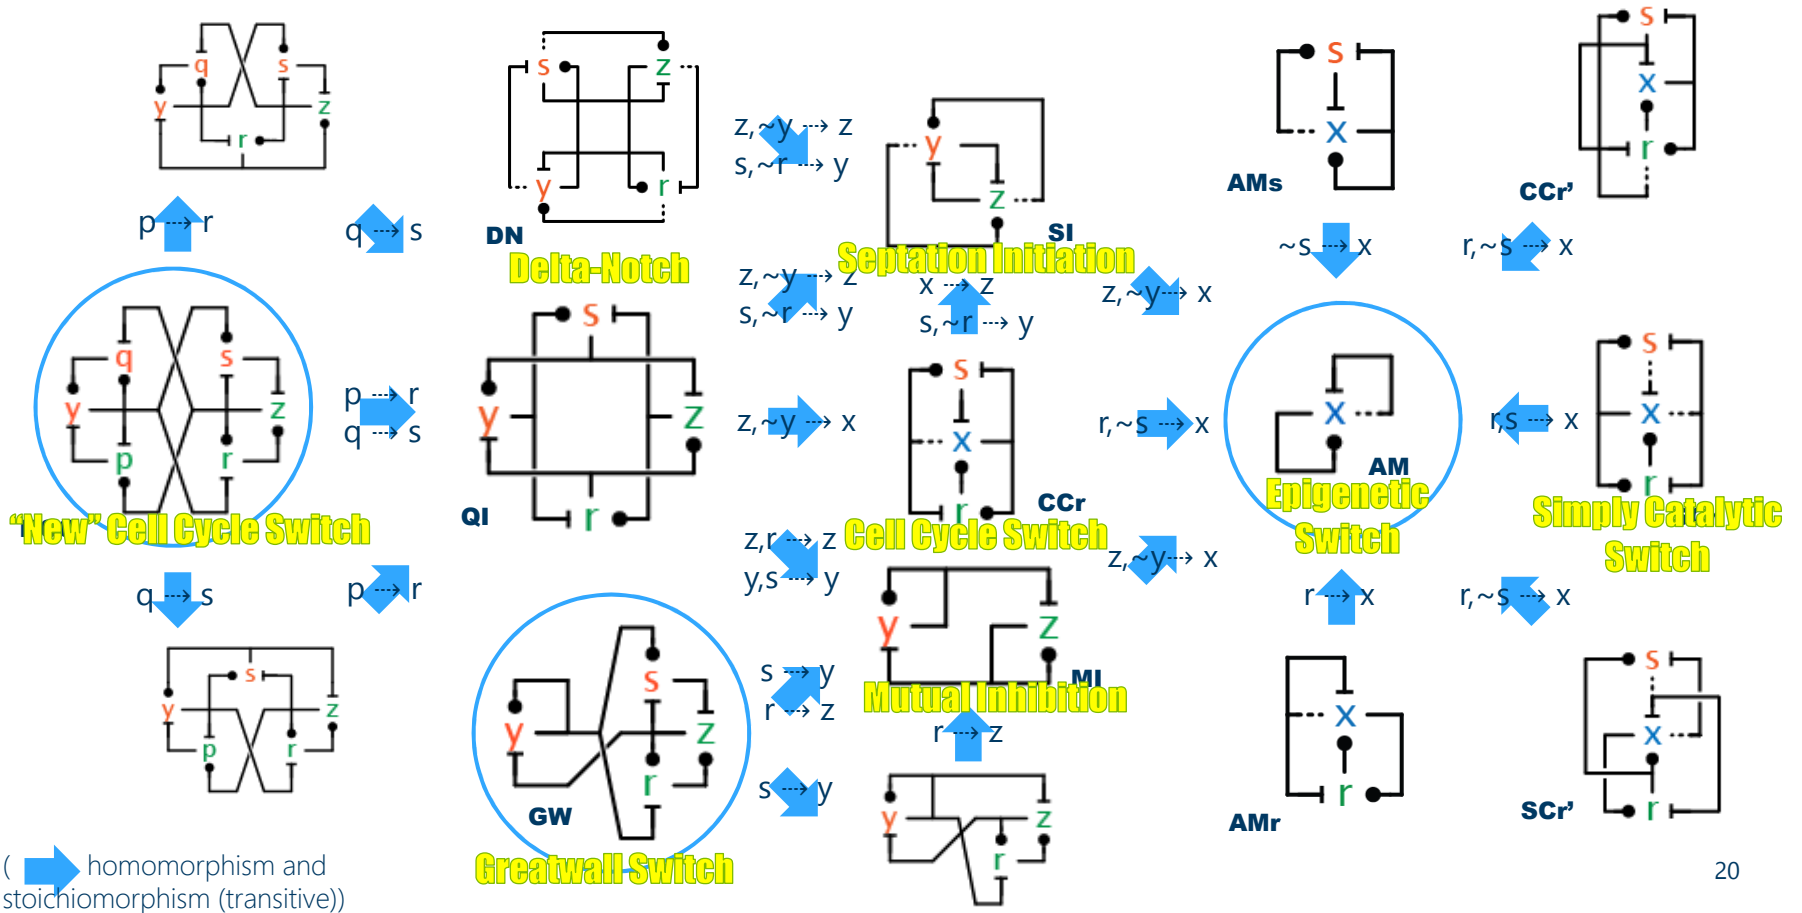 q
s
y
z
r
p ⤏ r
q ⤏ s
q
s
y
z
p
r
"New" Cell Cycle Switch
p ⤏ r
q ⤏ s
q ⤏ s
p ⤏ r
s
y
z
p
r
( homomorphism and
stoichiomorphism (transitive))
s
z
y
r
DN
Delta-Notch
z,~y ⤏ z
s,~r ⤏ y
s
y
z
r
QI
z,~y ⤏ z
s,~r ⤏ y
z,~y ⤏ x
z,r ⤏ z
y,s ⤏ y
s
y
z
r
GW
Greatwall Switch
s ⤏ y
r ⤏ z
s ⤏ y
y
z
SI
Septation Initiation
x ⤏ z
s,~r ⤏ y
z,~y ⤏ x
s
x
r
CCr
Cell Cycle Switch
r,~s ⤏ x
z,~y ⤏ x
y
z
MI
Mutual Inhibition
r ⤏ z
y
z
r
s
x
AMs
~s ⤏ x
x
AM
Epigenetic
Switch
r ⤏ x
x
r
AMr
s
x
r
CCr'
r,~s ⤏ x
s
x
r
r,s ⤏ x
Simply Catalytic
Switch
r,~s ⤏ x
s
x
r
SCr'
20